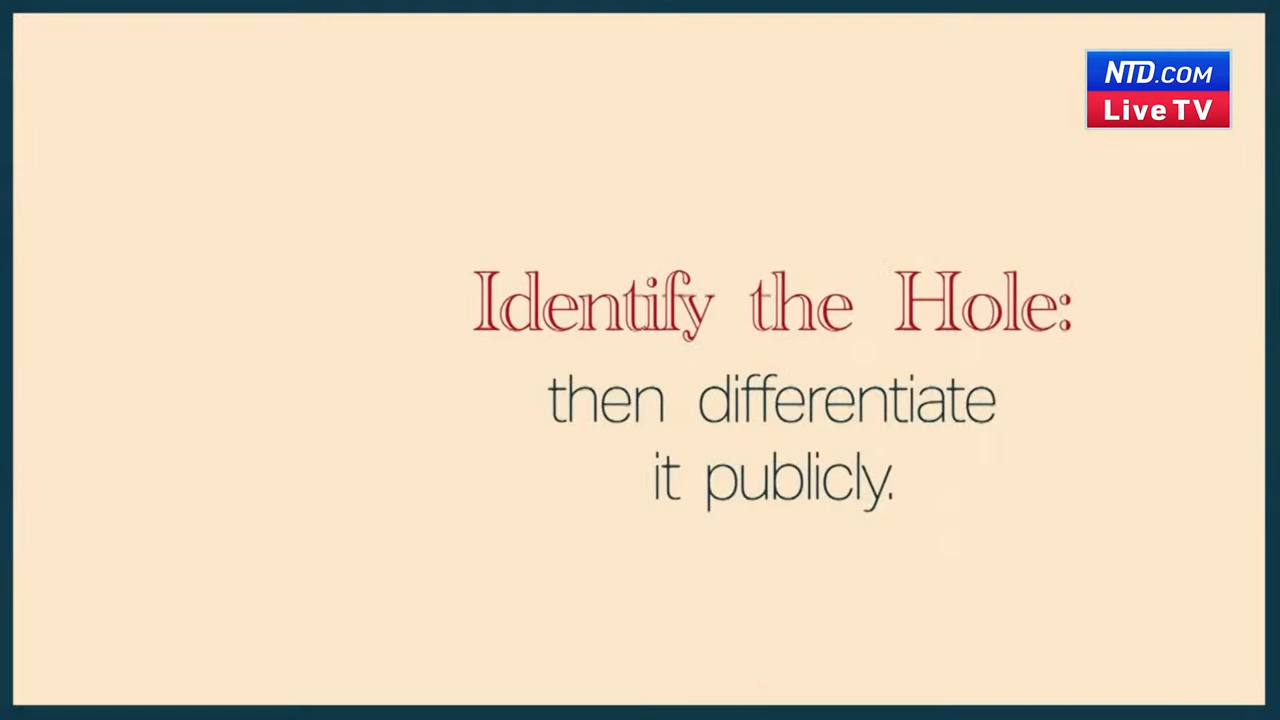 NTD.COM
Live TV
Identify the Hole:
then differentiate
it publicly.